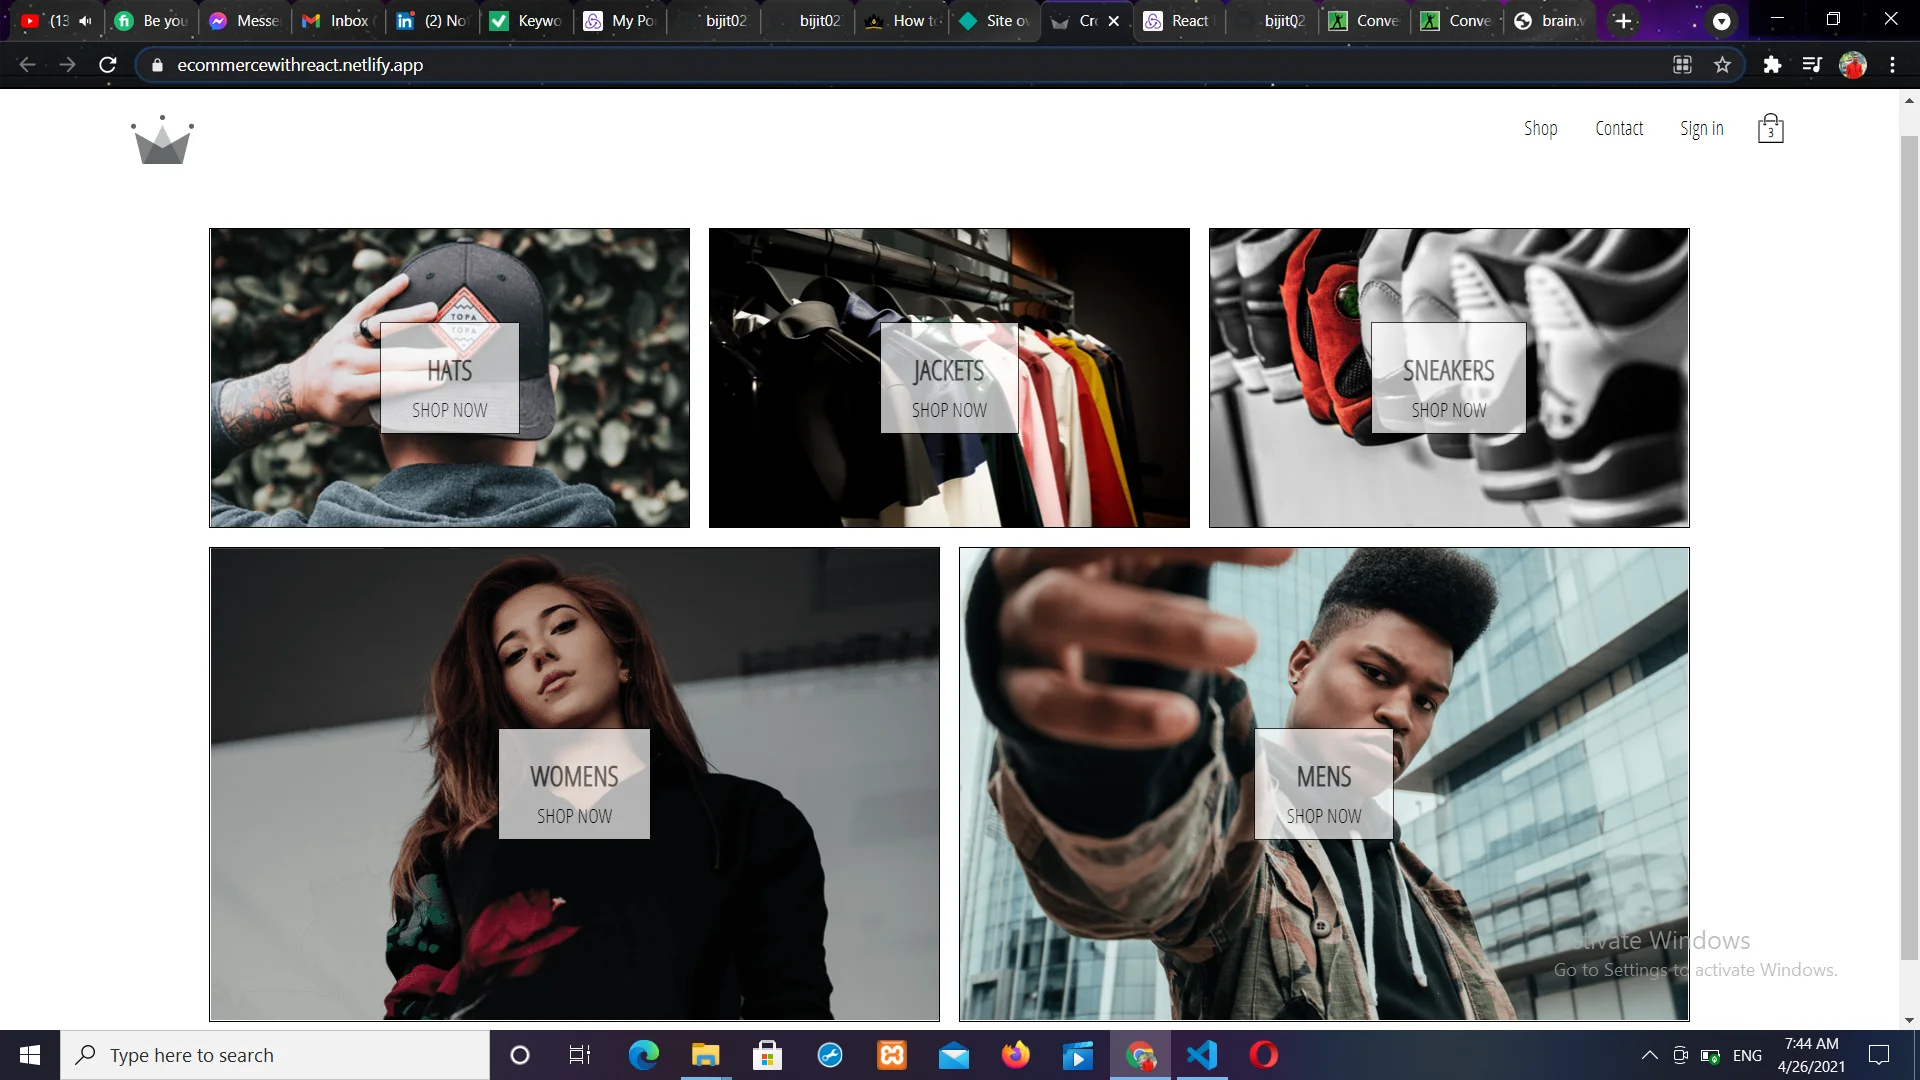 (13
Be you
Messe
Inbox
(2) No
Keywo
My Po
bijit02
bijit02
How to
Site ov
Cr
React
bijit02
Conve
Conve
brain.
ecommercewithreact.netlify.app
Shop
Contact
Sign in
3
TOPA
TOPA
HATS
SHOP NOW
JACKETS
SHOP NOW
SNEAKERS
SHOP NOW
WOMENS
SHOP NOW
MENS
SHOP NOW
Activate Windows
Go to Settings to activate Windows.
Type here to search
ENG
7:44 AM
4/26/2021